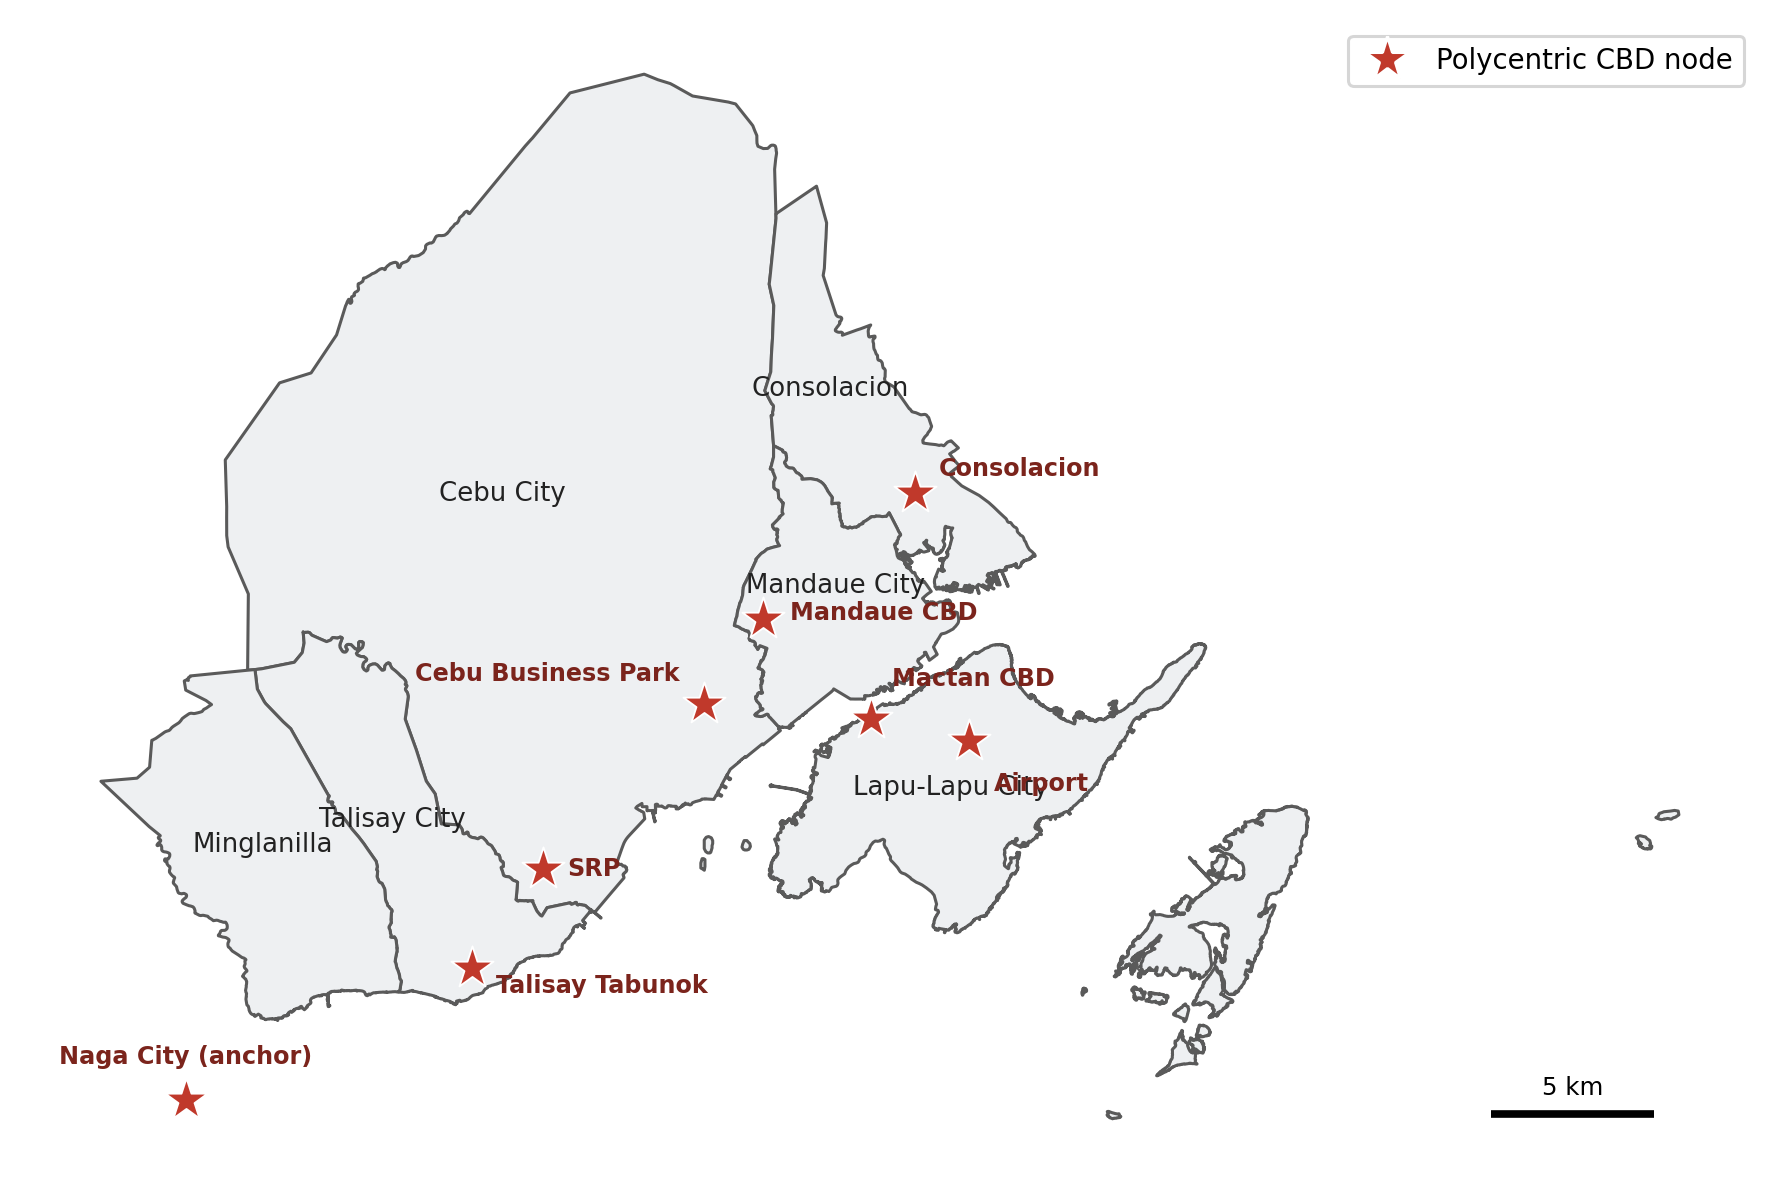 Polycentric CBD node
Consolacion
Consolacion
Cebu City
Mandaue City
Mandaue CBD
Cebu Business Park
Mactan CBD
Lapu-Lapu City
Airport
Talisay City
Minglanilla
SRP
Talisay Tabunok
Naga City (anchor)
5 km